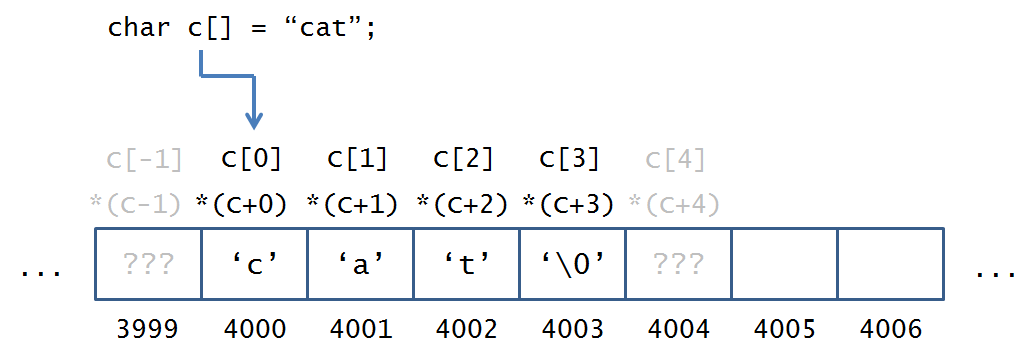 char c[] = “cat”;
c[-1] c[0] c[1] c[2] c[3] c[4]
*(c-1) *(c+0) *(c+1) *(c+2) *(c+3) *(c+4)
... ??? ‘c’ ‘a’ ‘t’ ‘\0’ ??? ...
3999 4000 4001 4002 4003 4004 4005 4006